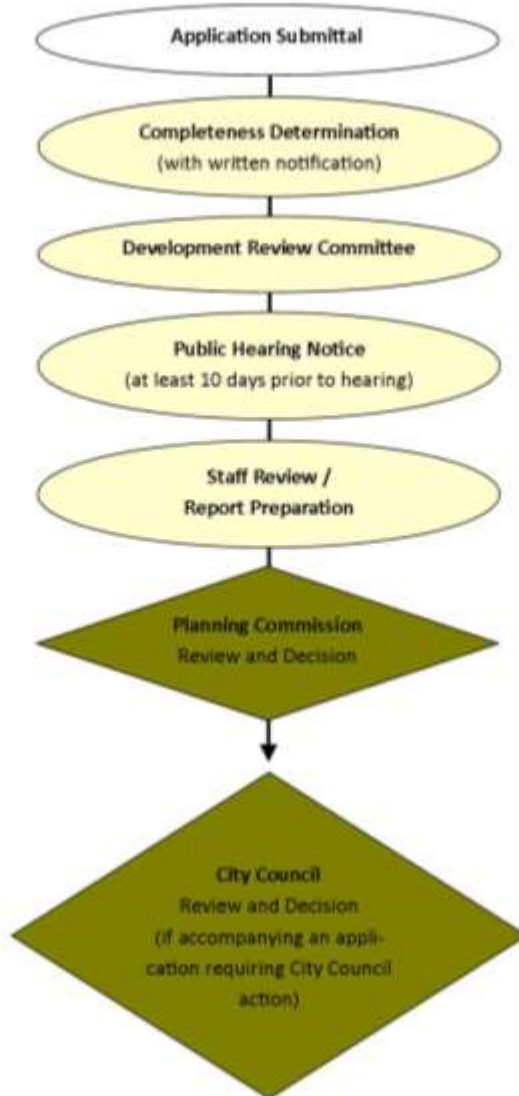 Application Submittal
Completeness Determination
(with written notification)
Development Review Committee
Public Hearing Notice
(at least 10 days prior to hearing)
Staff Review /
Report Preparation
Planning Commission
Review and Decision
City Council
Review and Decision
(if accompanying an appli-
cation requiring City Council
action)